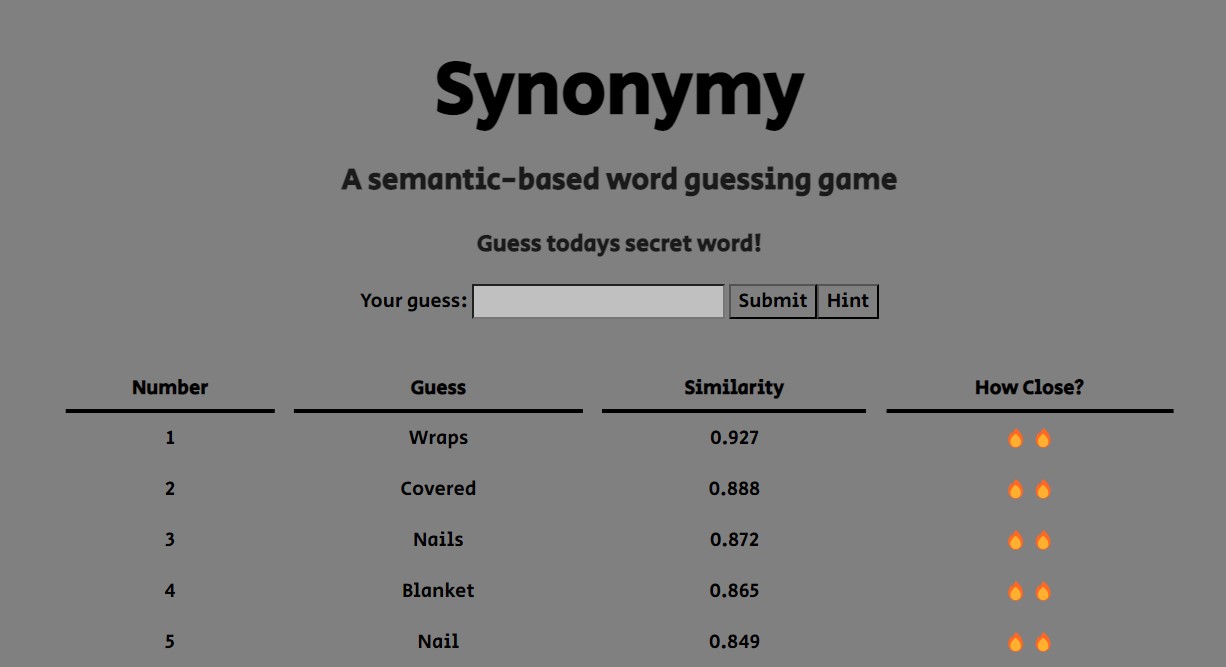 Synonymy
A semantic-based word guessing game
Guess todays secret word!
Your guess: Submit Hint
Number Guess Similarity How Close?
1 Wraps 0.927 🔥 🔥
2 Covered 0.888 🔥 🔥
3 Nails 0.872 🔥 🔥
4 Blanket 0.865 🔥 🔥
5 Nail 0.849 🔥 🔥